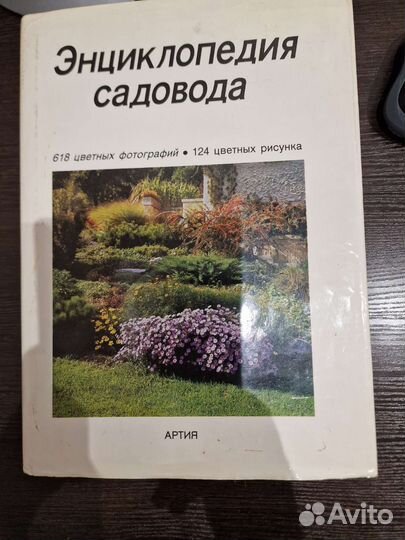 Энциклопедия
садовода
618 цветных фотографий • 124 цветных рисунка
АРТИЯ
Avito